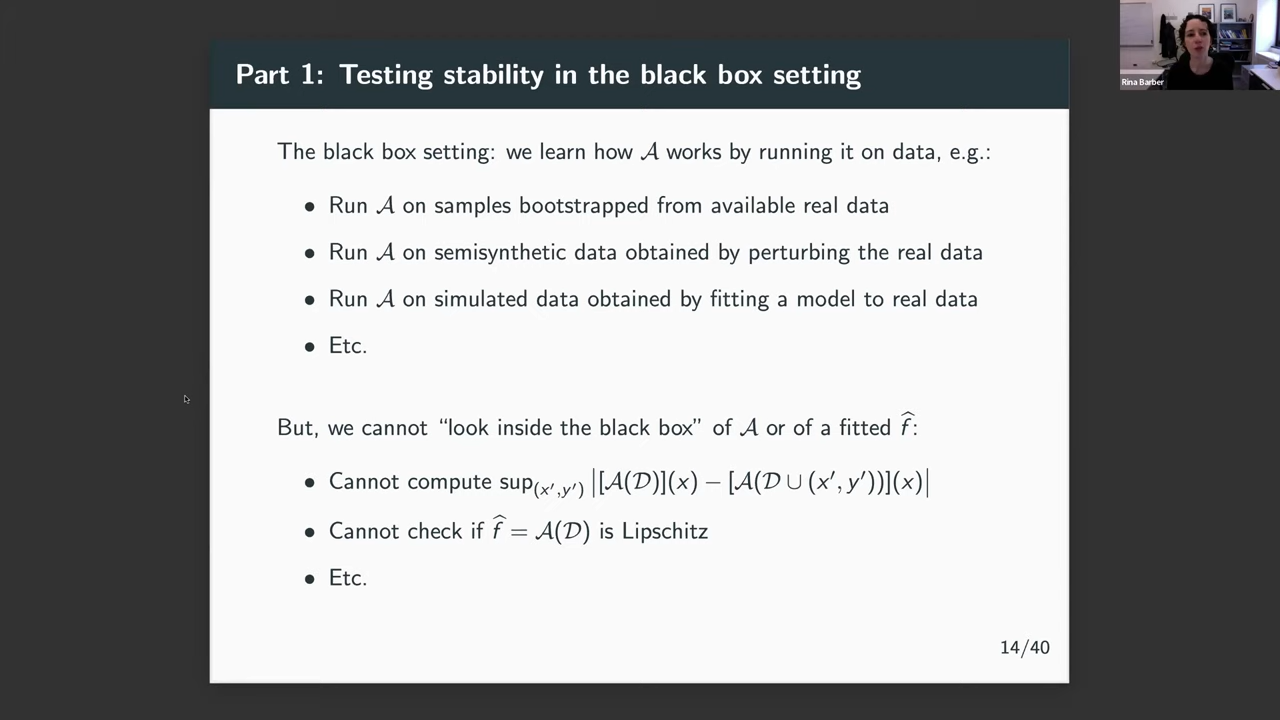 Part 1: Testing stability in the black box setting
Rina Barber
The black box setting: we learn how 𝒜 works by running it on data, e.g.:
• Run 𝒜 on samples bootstrapped from available real data
• Run 𝒜 on semisynthetic data obtained by perturbing the real data
• Run 𝒜 on simulated data obtained by fitting a model to real data
• Etc.
But, we cannot “look inside the black box” of 𝒜 or of a fitted f̂:
• Cannot compute sup_(x′,y′) |[𝒜(𝒟)](x) − [𝒜(𝒟 ∪ (x′, y′))](x)|
• Cannot check if f̂ = 𝒜(𝒟) is Lipschitz
• Etc.
14/40